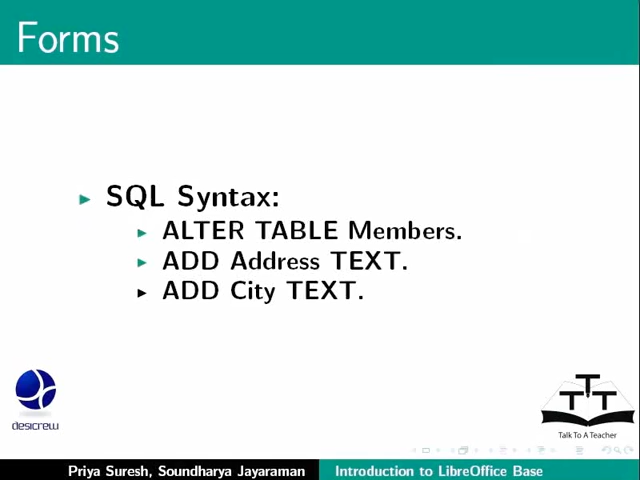 Forms
SQL Syntax:
ALTER TABLE Members.
ADD Address TEXT.
ADD City TEXT.
desicrew
T T T
Talk To A Teacher
Priya Suresh, Soundharya Jayaraman Introduction to LibreOffice Base